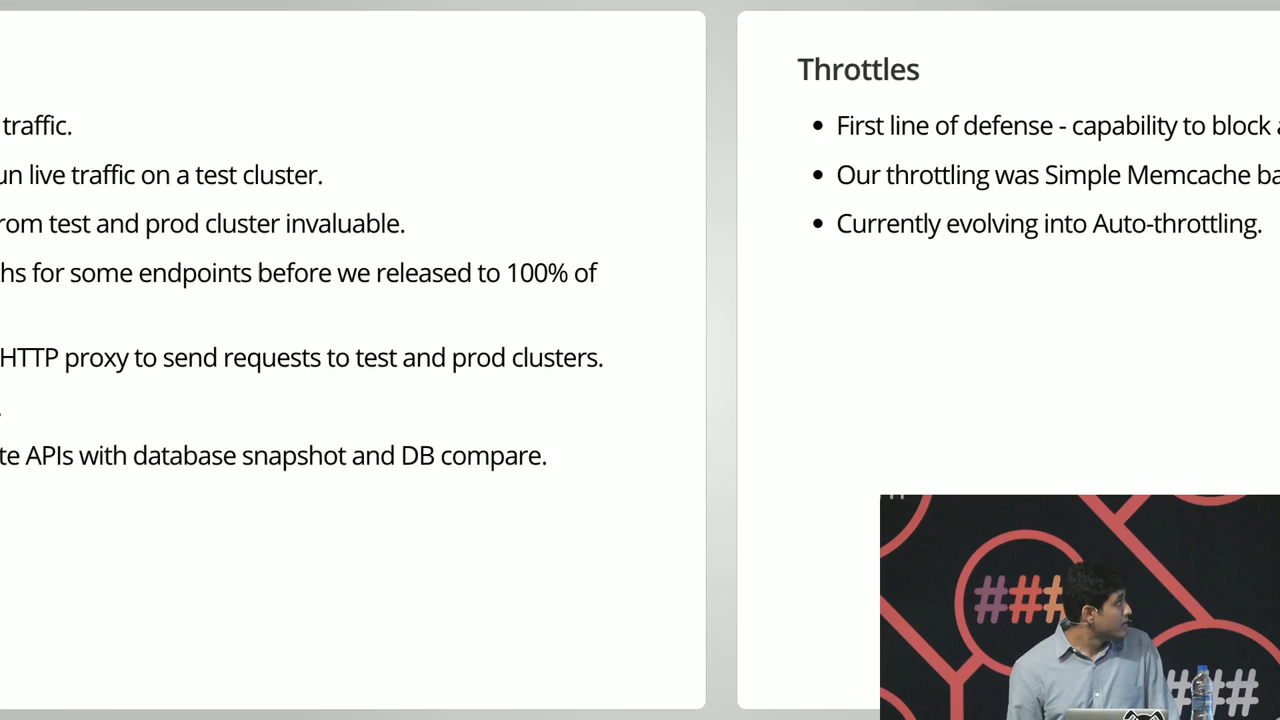 traffic.
un live traffic on a test cluster.
rom test and prod cluster invaluable.
hs for some endpoints before we released to 100% of
HTTP proxy to send requests to test and prod clusters.
.
te APIs with database snapshot and DB compare.
Throttles
• First line of defense - capability to block a
• Our throttling was Simple Memcache ba
• Currently evolving into Auto-throttling.
###
###